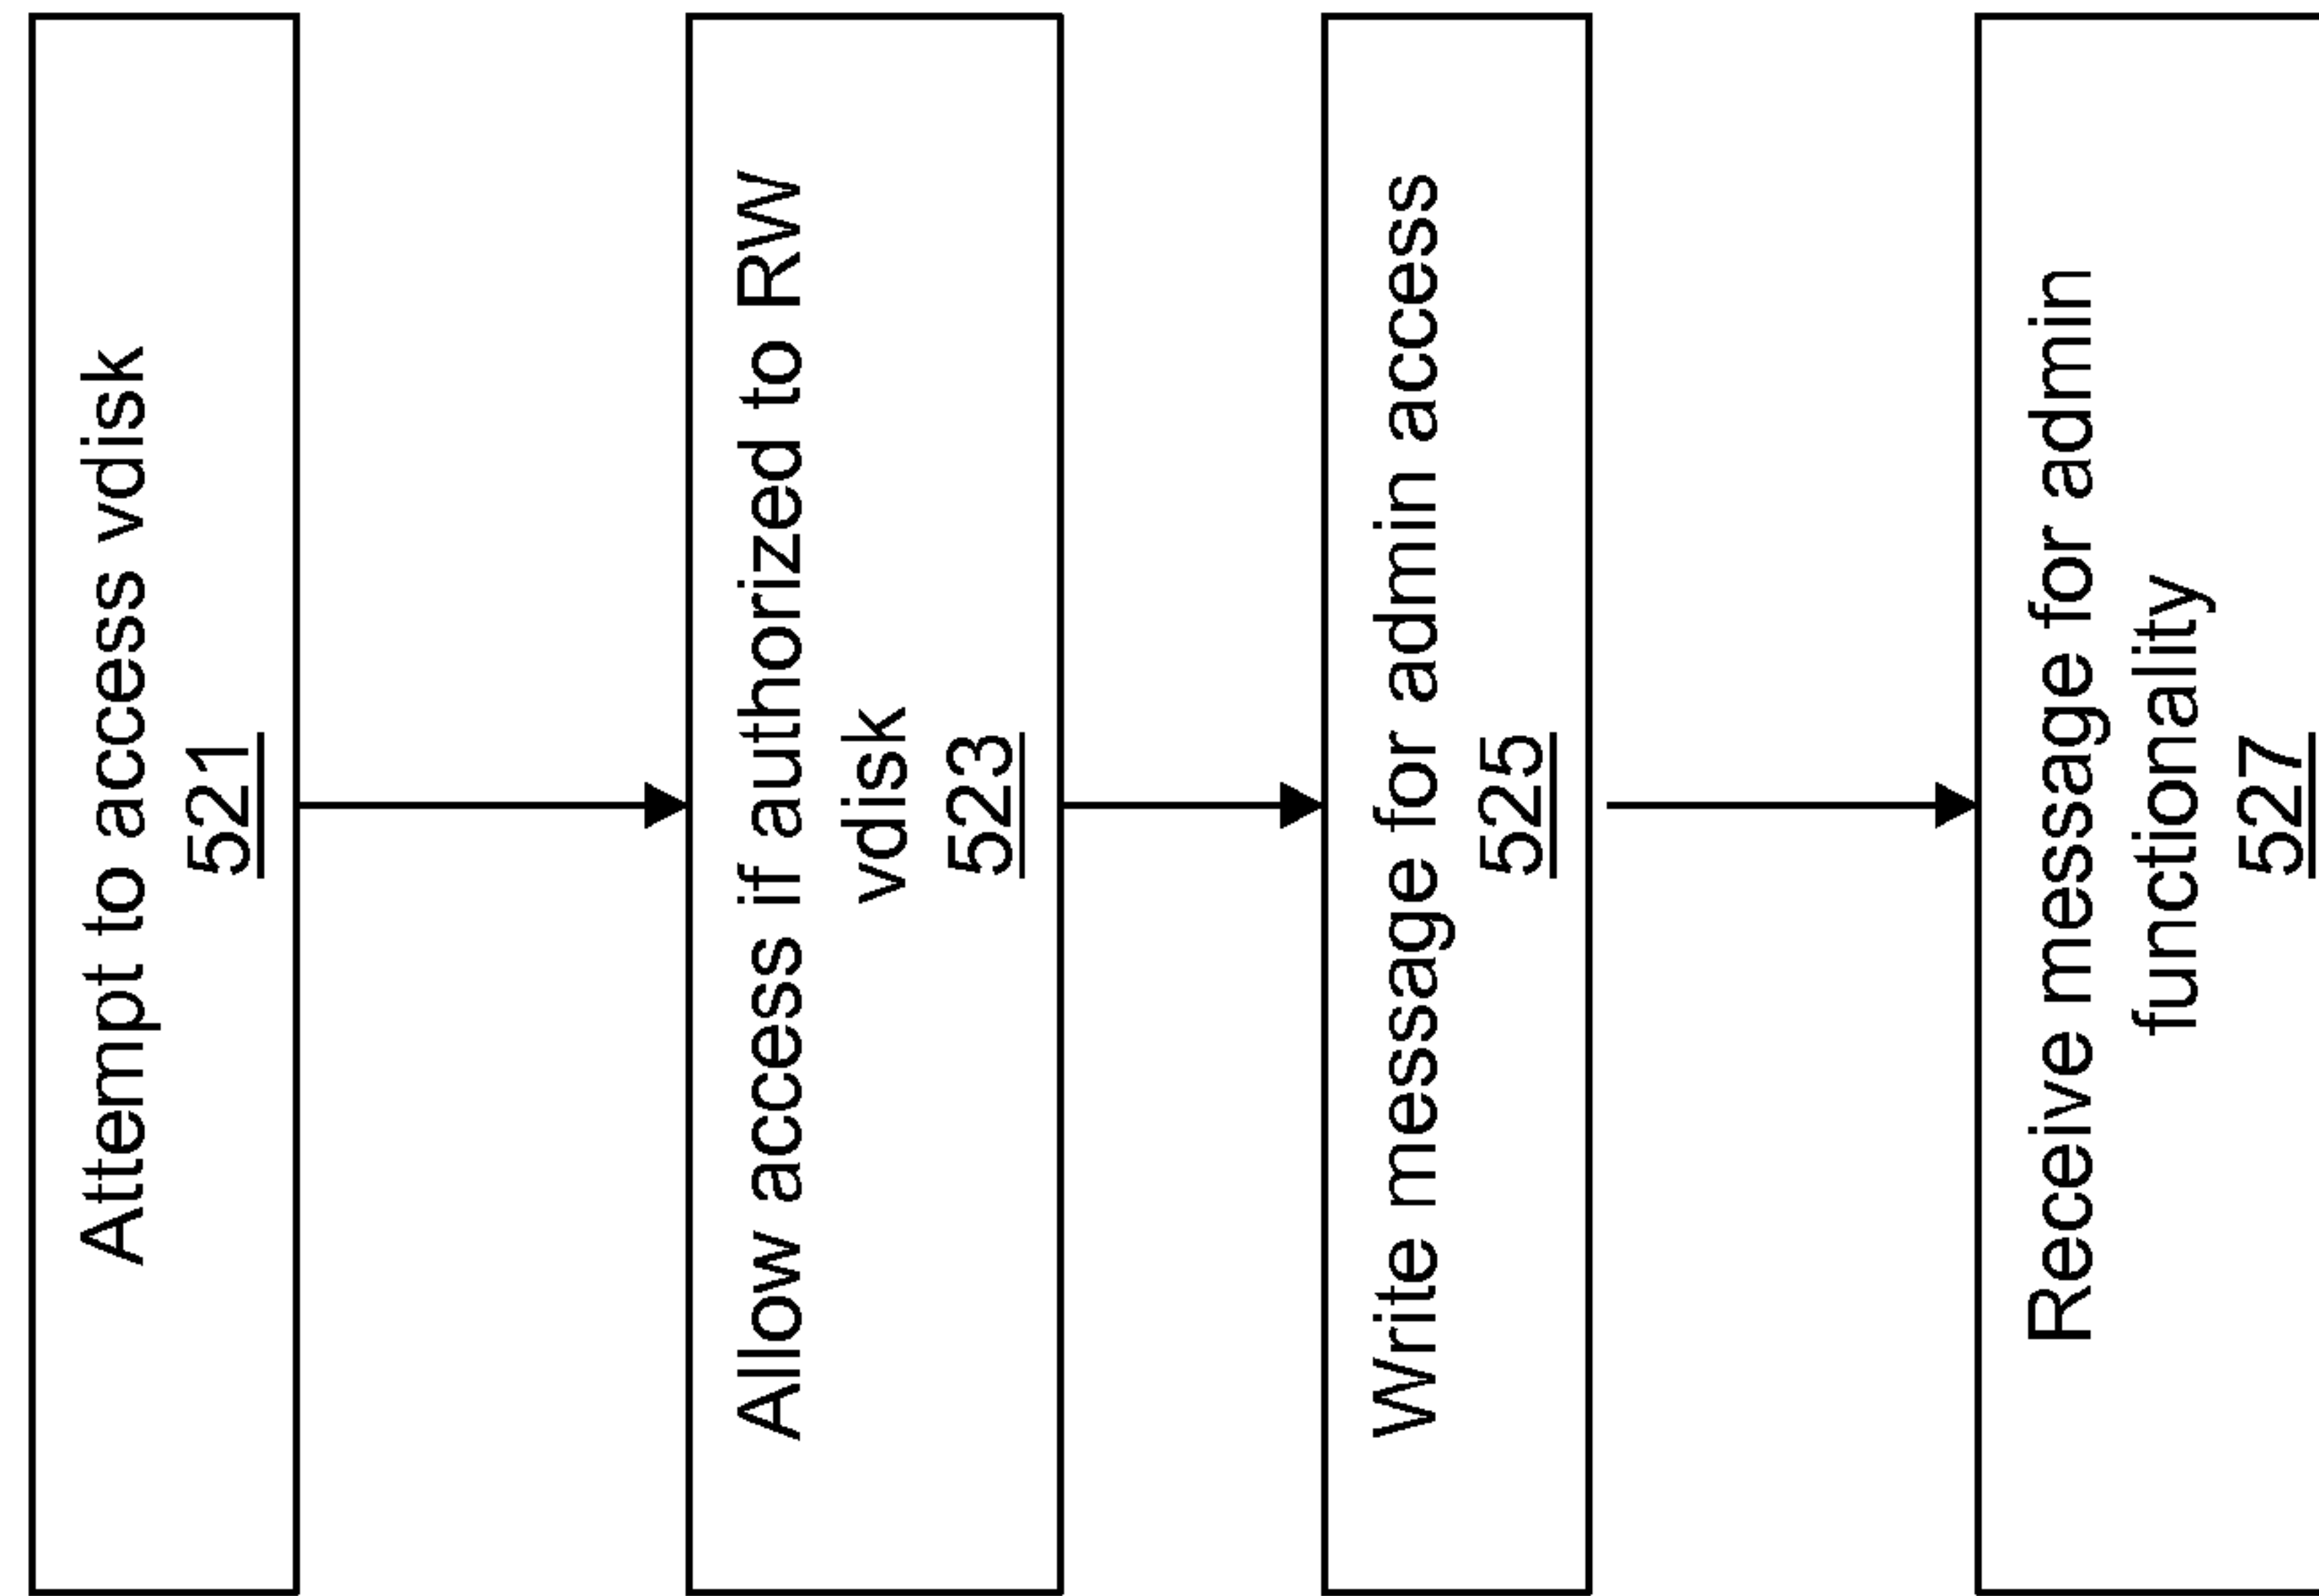 Attempt to access vdisk
521
Allow access if authorized to RW
vdisk
523
Write message for admin access
525
Receive message for admin
functionality
527